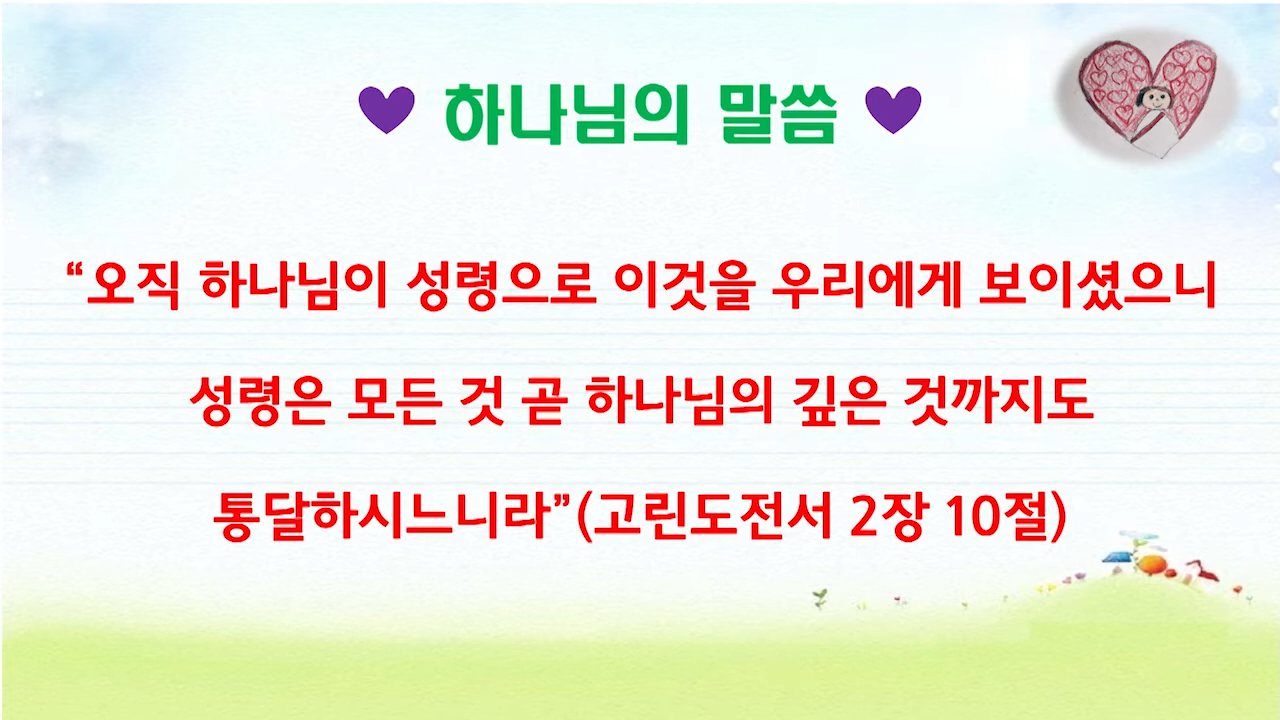 💜 하나님의 말씀 💜
“오직 하나님이 성령으로 이것을 우리에게 보이셨으니
성령은 모든 것 곧 하나님의 깊은 것까지도
통달하시느니라”(고린도전서 2장 10절)